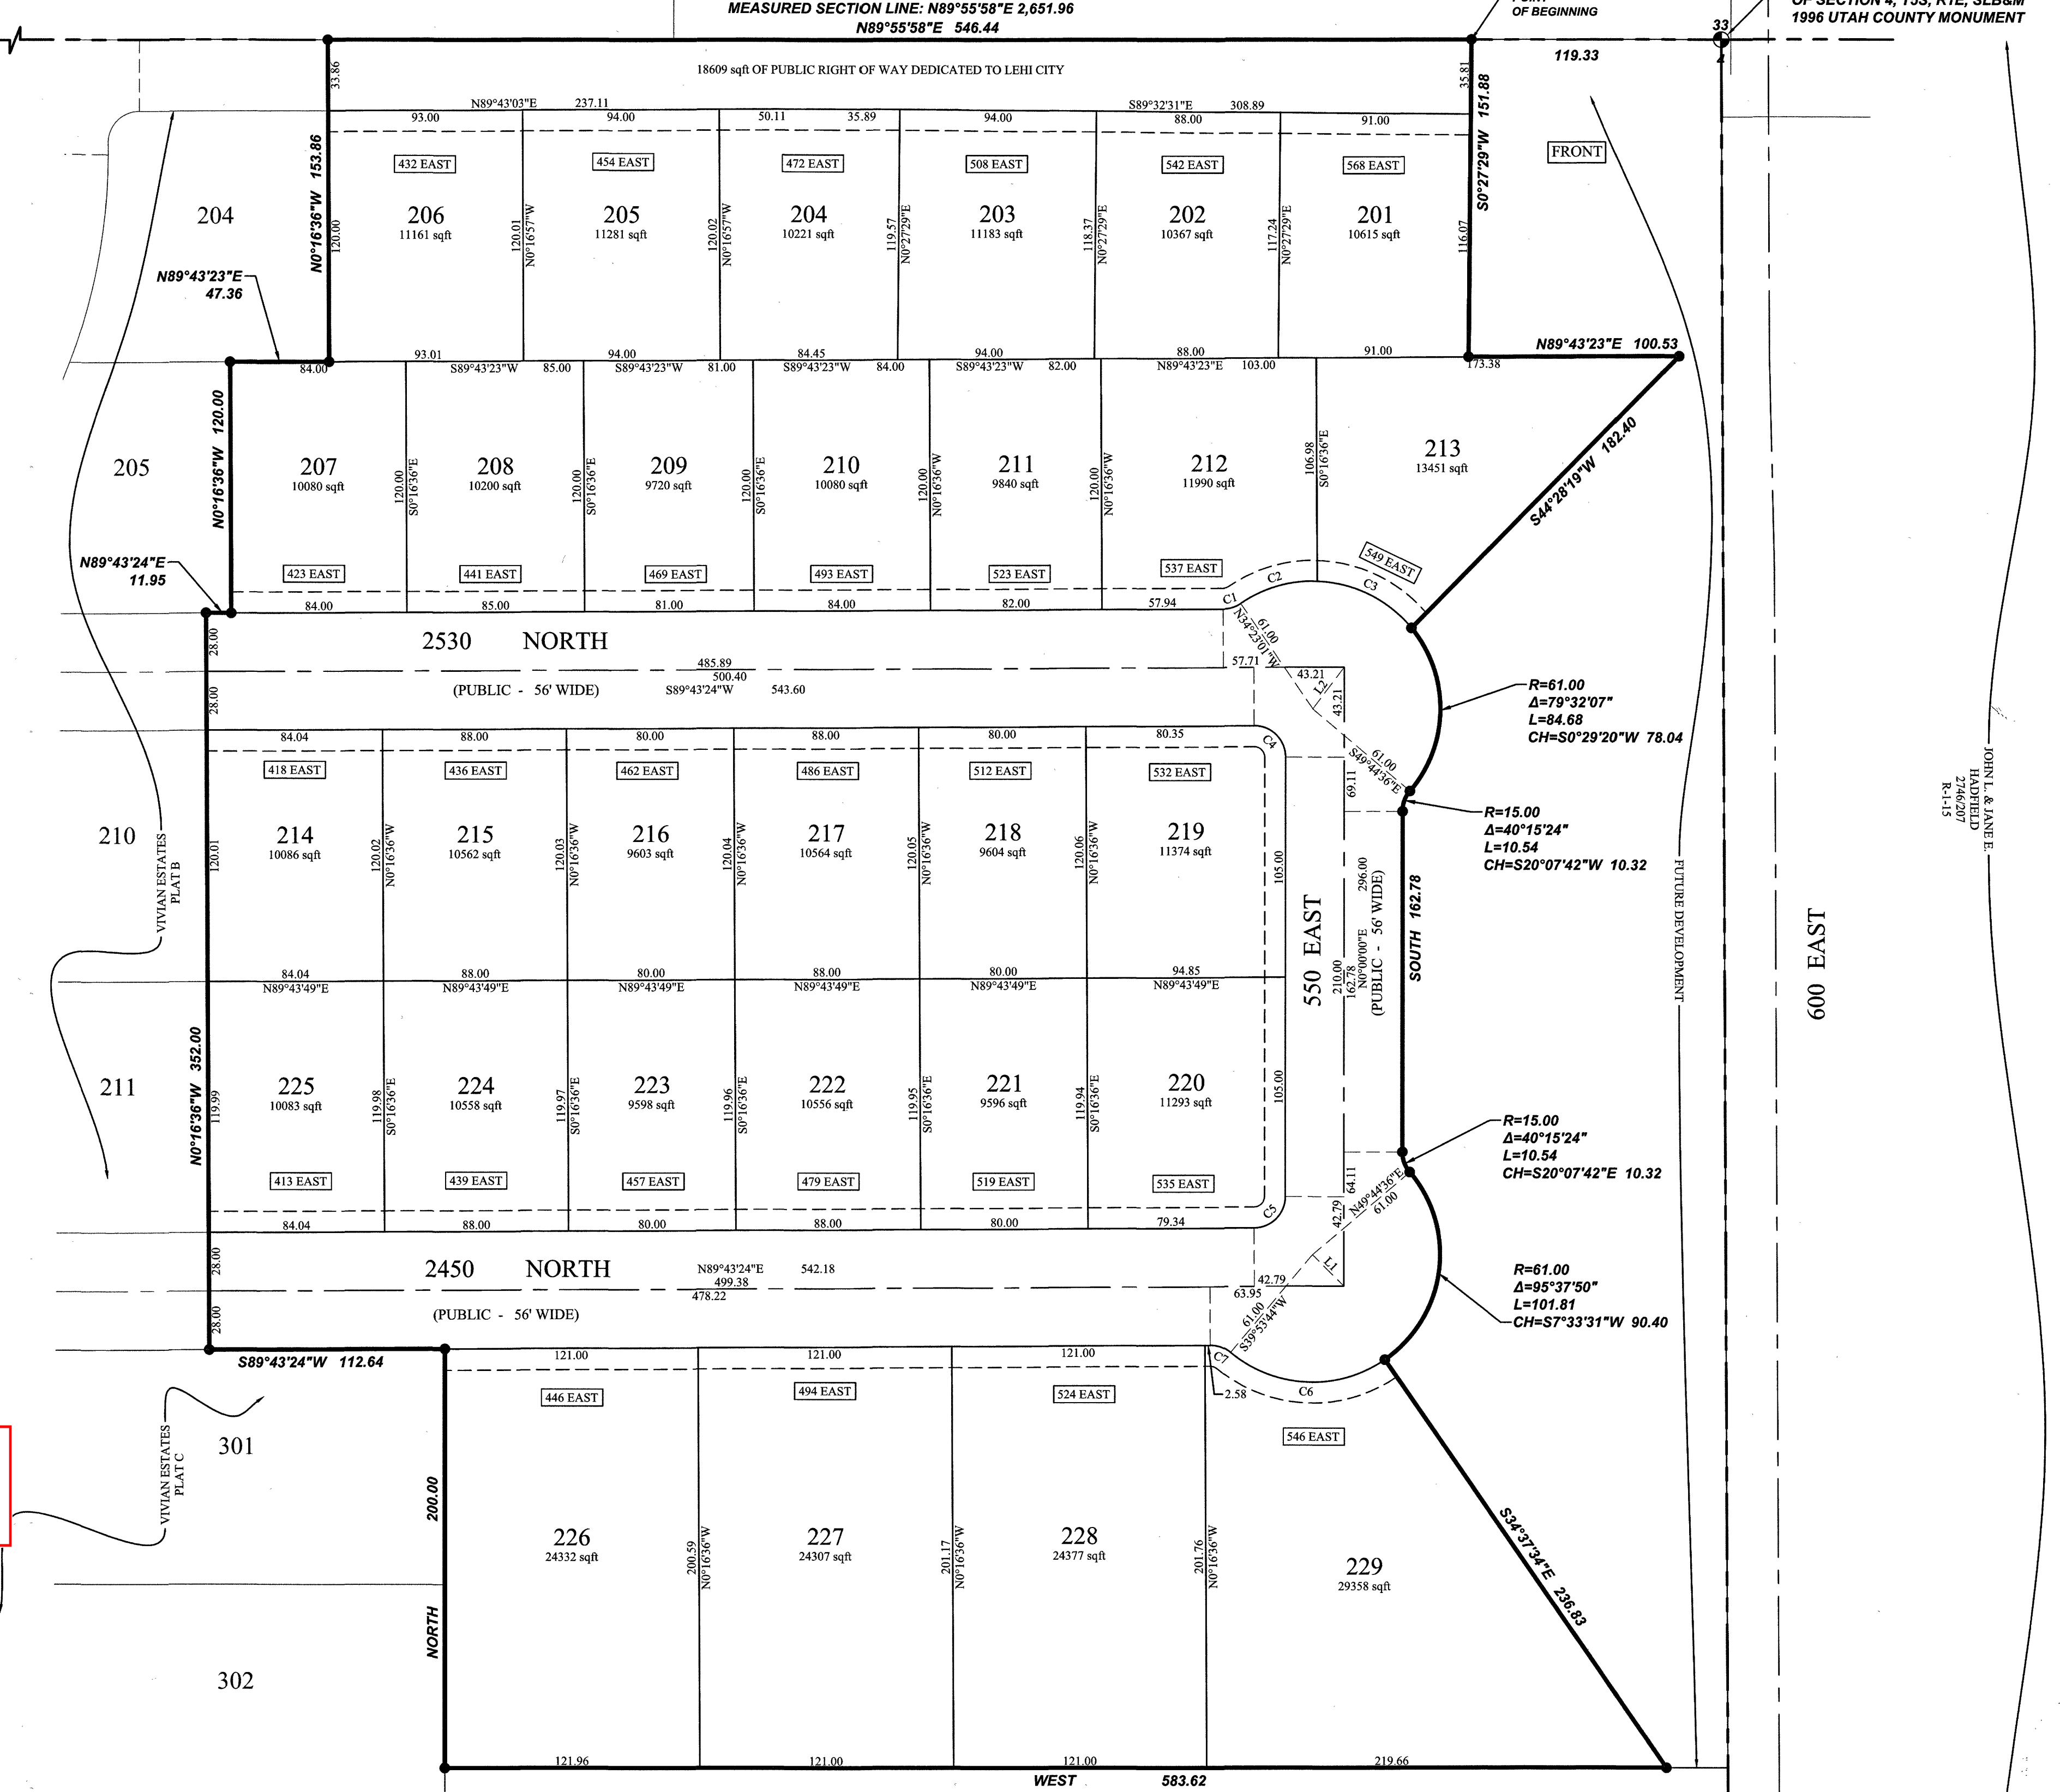 MEASURED SECTION LINE: N89°55'58"E 2,651.96
N89°55'58"E 546.44
OF BEGINNING
1996 UTAH COUNTY MONUMENT
33
4
119.33
18609 sqft OF PUBLIC RIGHT OF WAY DEDICATED TO LEHI CITY
33.86
35.81
N89°43'03"E 237.11
S89°32'31"E 308.89
93.00
94.00
50.11
35.89
94.00
88.00
91.00
S0°27'29"W 151.88
FRONT
N0°16'36"W 153.86
432 EAST
454 EAST
472 EAST
508 EAST
542 EAST
568 EAST
204
206
11161 sqft
205
11281 sqft
204
10221 sqft
203
11183 sqft
202
10367 sqft
201
10615 sqft
120.00
120.01
N0°16'57"W
120.02
N0°16'57"W
119.57
N0°27'29"E
118.37
N0°27'29"E
117.24
N0°27'29"E
116.07
N89°43'23"E
47.36
N89°43'23"E 100.53
93.01
94.00
84.45
94.00
88.00
91.00
84.00
S89°43'23"W
85.00
S89°43'23"W
81.00
S89°43'23"W
84.00
S89°43'23"W
82.00
N89°43'23"E
103.00
173.38
N0°16'36"W 120.00
S44°28'19"W 182.40
205
207
10080 sqft
208
10200 sqft
209
9720 sqft
210
10080 sqft
211
9840 sqft
212
11990 sqft
213
13451 sqft
120.00
S0°16'36"E
120.00
S0°16'36"E
120.00
S0°16'36"E
120.00
N0°16'36"W
120.00
N0°16'36"W
106.98
S0°16'36"E
N89°43'24"E
11.95
423 EAST
441 EAST
469 EAST
493 EAST
523 EAST
537 EAST
549 EAST
84.00
85.00
81.00
84.00
82.00
57.94
C1
C2
C3
28.00
28.00
2530 NORTH
(PUBLIC - 56' WIDE)
485.89
500.40
S89°43'24"W 543.60
57.71
61.00
N34°23'01"W
43.21
L2
43.21
61.00
S49°44'36"E
69.11
R=61.00
Δ=79°32'07"
L=84.68
CH=S0°29'20"W 78.04
R=15.00
Δ=40°15'24"
L=10.54
CH=S20°07'42"W 10.32
84.04
88.00
80.00
88.00
80.00
80.35
C4
418 EAST
436 EAST
462 EAST
486 EAST
512 EAST
532 EAST
210
VIVIAN ESTATES
PLAT B
214
10086 sqft
215
10562 sqft
216
9603 sqft
217
10564 sqft
218
9604 sqft
219
11374 sqft
120.01
120.02
N0°16'36"W
120.03
N0°16'36"W
120.04
N0°16'36"W
120.05
N0°16'36"W
120.06
N0°16'36"W
105.00
84.04
88.00
80.00
88.00
80.00
94.85
N89°43'49"E
N89°43'49"E
N89°43'49"E
N89°43'49"E
N89°43'49"E
N89°43'49"E
550 EAST
210.00
162.78
N0°00'00"E 296.00
(PUBLIC - 56' WIDE)
SOUTH 162.78
FUTURE DEVELOPMENT
600 EAST
JOHN L. & JANE E.
HADFIELD
2746/207
R-1-15
N0°16'36"W 352.00
211
225
10083 sqft
224
10558 sqft
223
9598 sqft
222
10556 sqft
221
9596 sqft
220
11293 sqft
119.99
119.98
S0°16'36"E
119.97
S0°16'36"E
119.96
S0°16'36"E
119.95
S0°16'36"E
119.94
S0°16'36"E
105.00
413 EAST
439 EAST
457 EAST
479 EAST
519 EAST
535 EAST
84.04
88.00
80.00
88.00
80.00
79.34
C5
64.11
42.79
N49°44'36"E
61.00
R=15.00
Δ=40°15'24"
L=10.54
CH=S20°07'42"E 10.32
28.00
28.00
2450 NORTH
(PUBLIC - 56' WIDE)
N89°43'24"E 542.18
499.38
478.22
42.79
63.95
L1
61.00
S39°53'44"W
R=61.00
Δ=95°37'50"
L=101.81
CH=S7°33'31"W 90.40
S89°43'24"W 112.64
121.00
121.00
121.00
C7
C6
2.58
446 EAST
494 EAST
524 EAST
546 EAST
301
VIVIAN ESTATES
PLAT C
NORTH 200.00
226
24332 sqft
227
24307 sqft
228
24377 sqft
229
29358 sqft
200.59
N0°16'36"W
201.17
N0°16'36"W
201.76
N0°16'36"W
S34°37'34"E 236.83
302
121.96
121.00
121.00
219.66
WEST 583.62